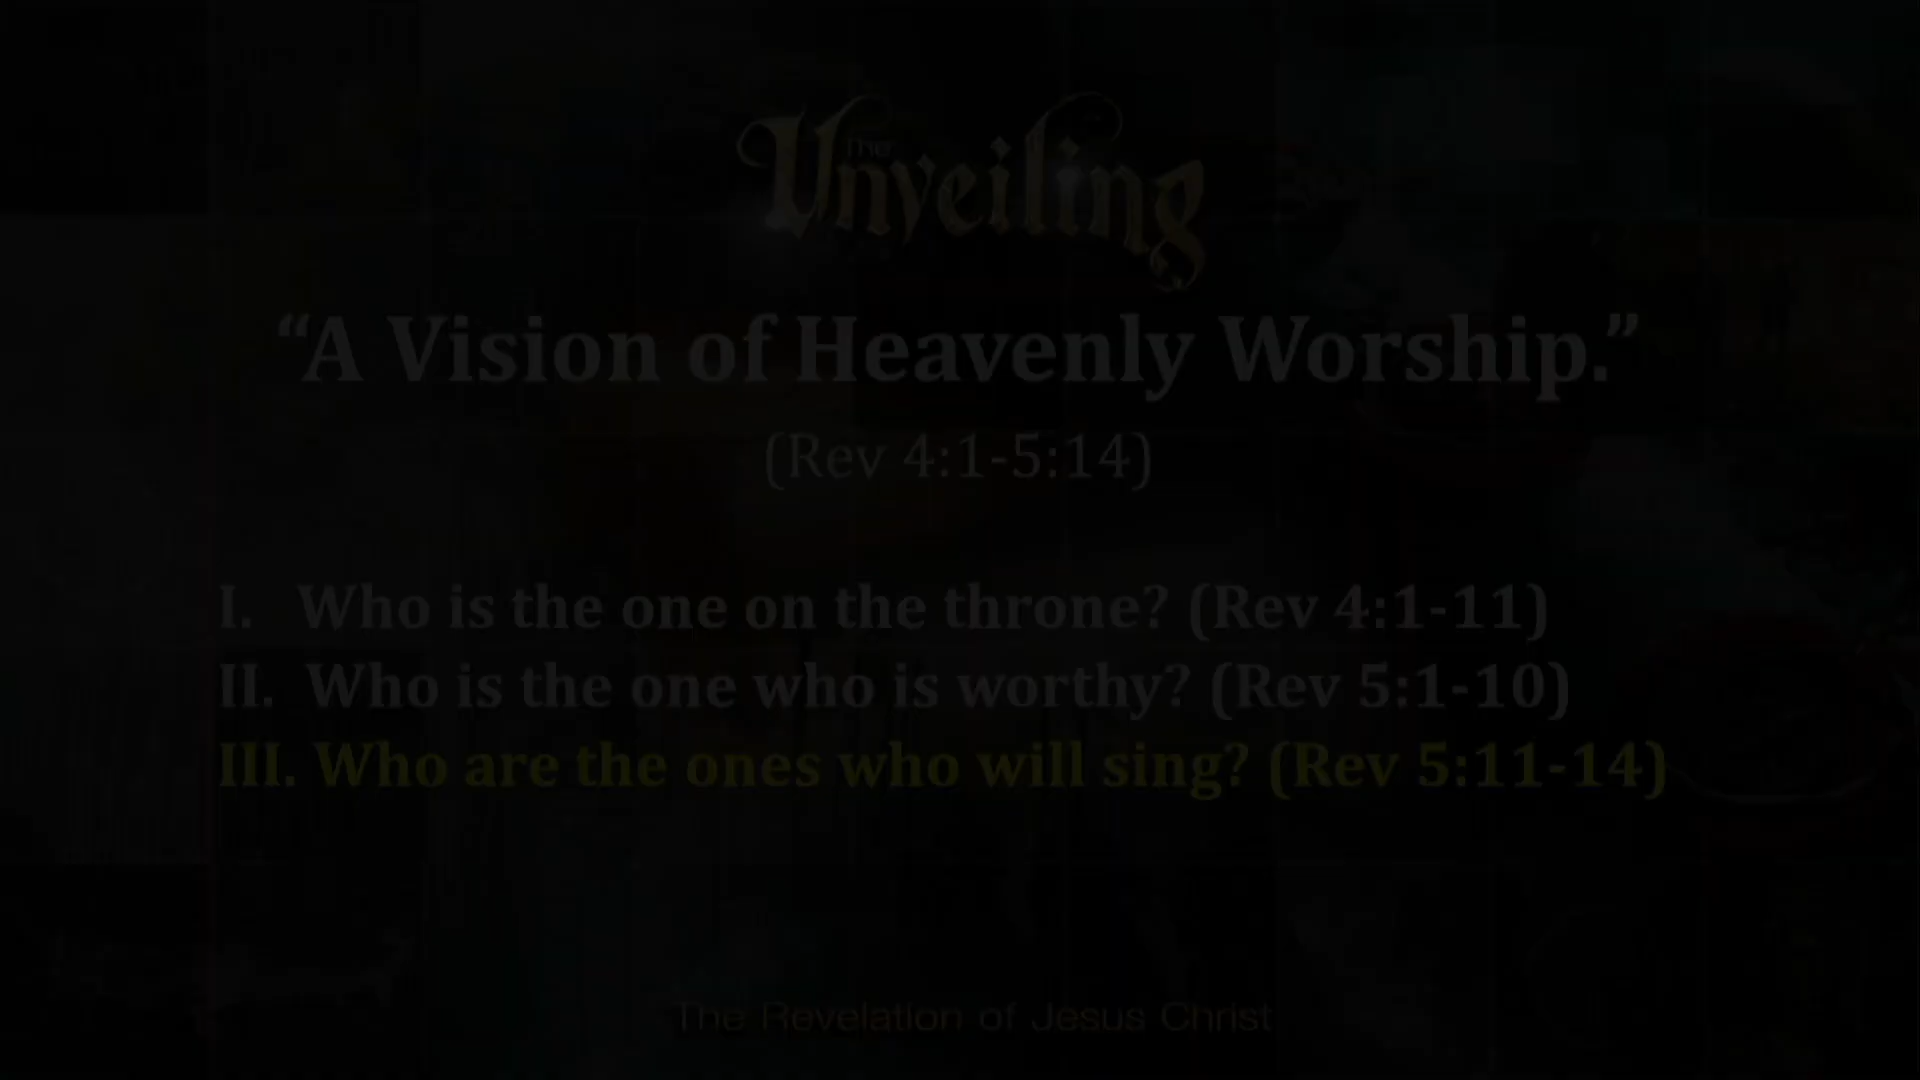 The
Unveiling
“A Vision of Heavenly Worship.”
(Rev 4:1-5:14)
I. Who is the one on the throne? (Rev 4:1-11)
II. Who is the one who is worthy? (Rev 5:1-10)
III. Who are the ones who will sing? (Rev 5:11-14)
The Revelation of Jesus Christ